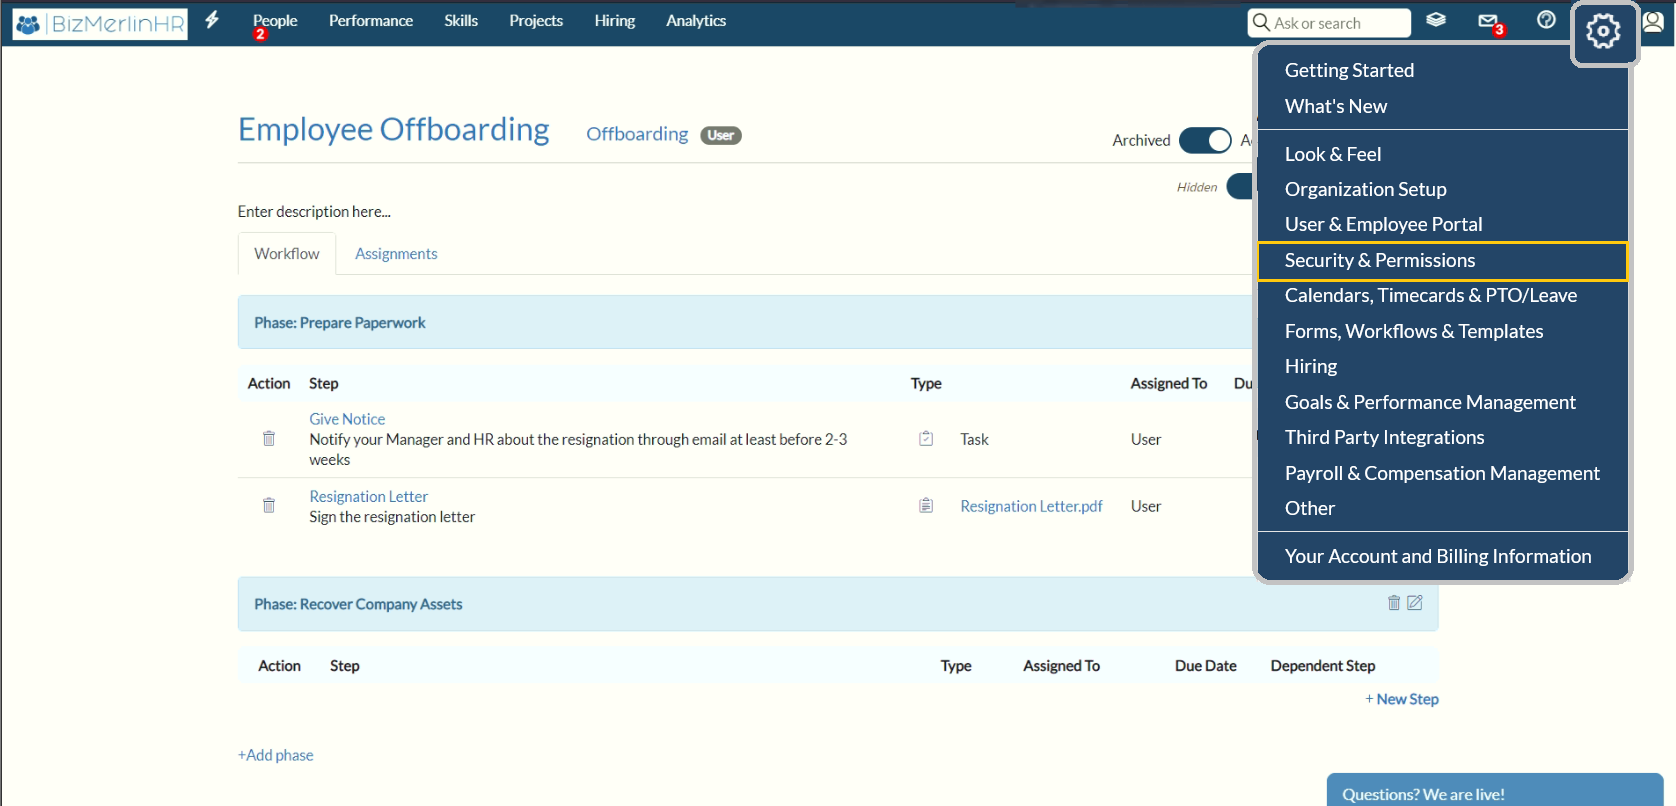 BizMerlinHR
People
2
Performance
Skills
Projects
Hiring
Analytics
Ask or search
3
Getting Started
What's New
Look & Feel
Organization Setup
User & Employee Portal
Security & Permissions
Calendars, Timecards & PTO/Leave
Forms, Workflows & Templates
Hiring
Goals & Performance Management
Third Party Integrations
Payroll & Compensation Management
Other
Your Account and Billing Information
Employee Offboarding
Offboarding
User
Archived
Hidden
Enter description here...
Workflow
Assignments
Phase: Prepare Paperwork
Action Step Type Assigned To Du
Give Notice
Notify your Manager and HR about the resignation through email at least before 2-3
weeks
Task
User
Resignation Letter
Sign the resignation letter
Resignation Letter.pdf
User
Phase: Recover Company Assets
Action Step Type Assigned To Due Date Dependent Step
+ New Step
+Add phase
Questions? We are live!